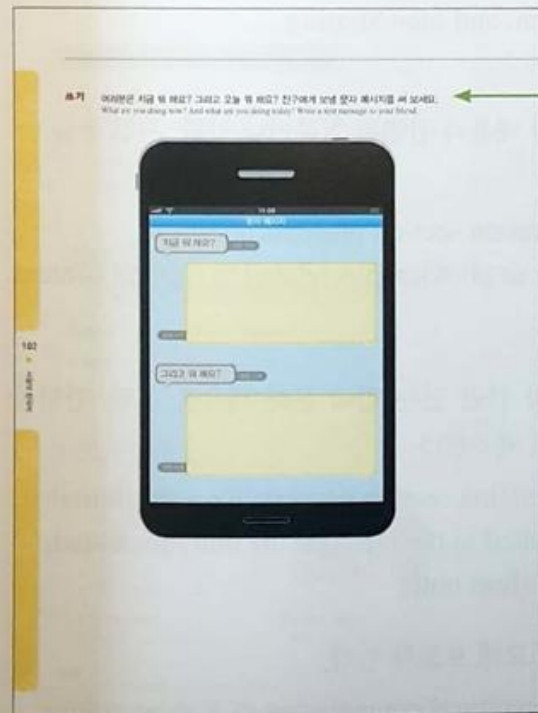 쓰기 여러분은 지금 뭐 해요? 그리고 오늘 뭐 해요? 친구에게 보낼 문자 메시지를 써 보세요.
What are you doing now? And what are you doing today? Write a text message to your friend.
문자 메시지
지금 뭐 해요?
그리고 뭐 해요?
102